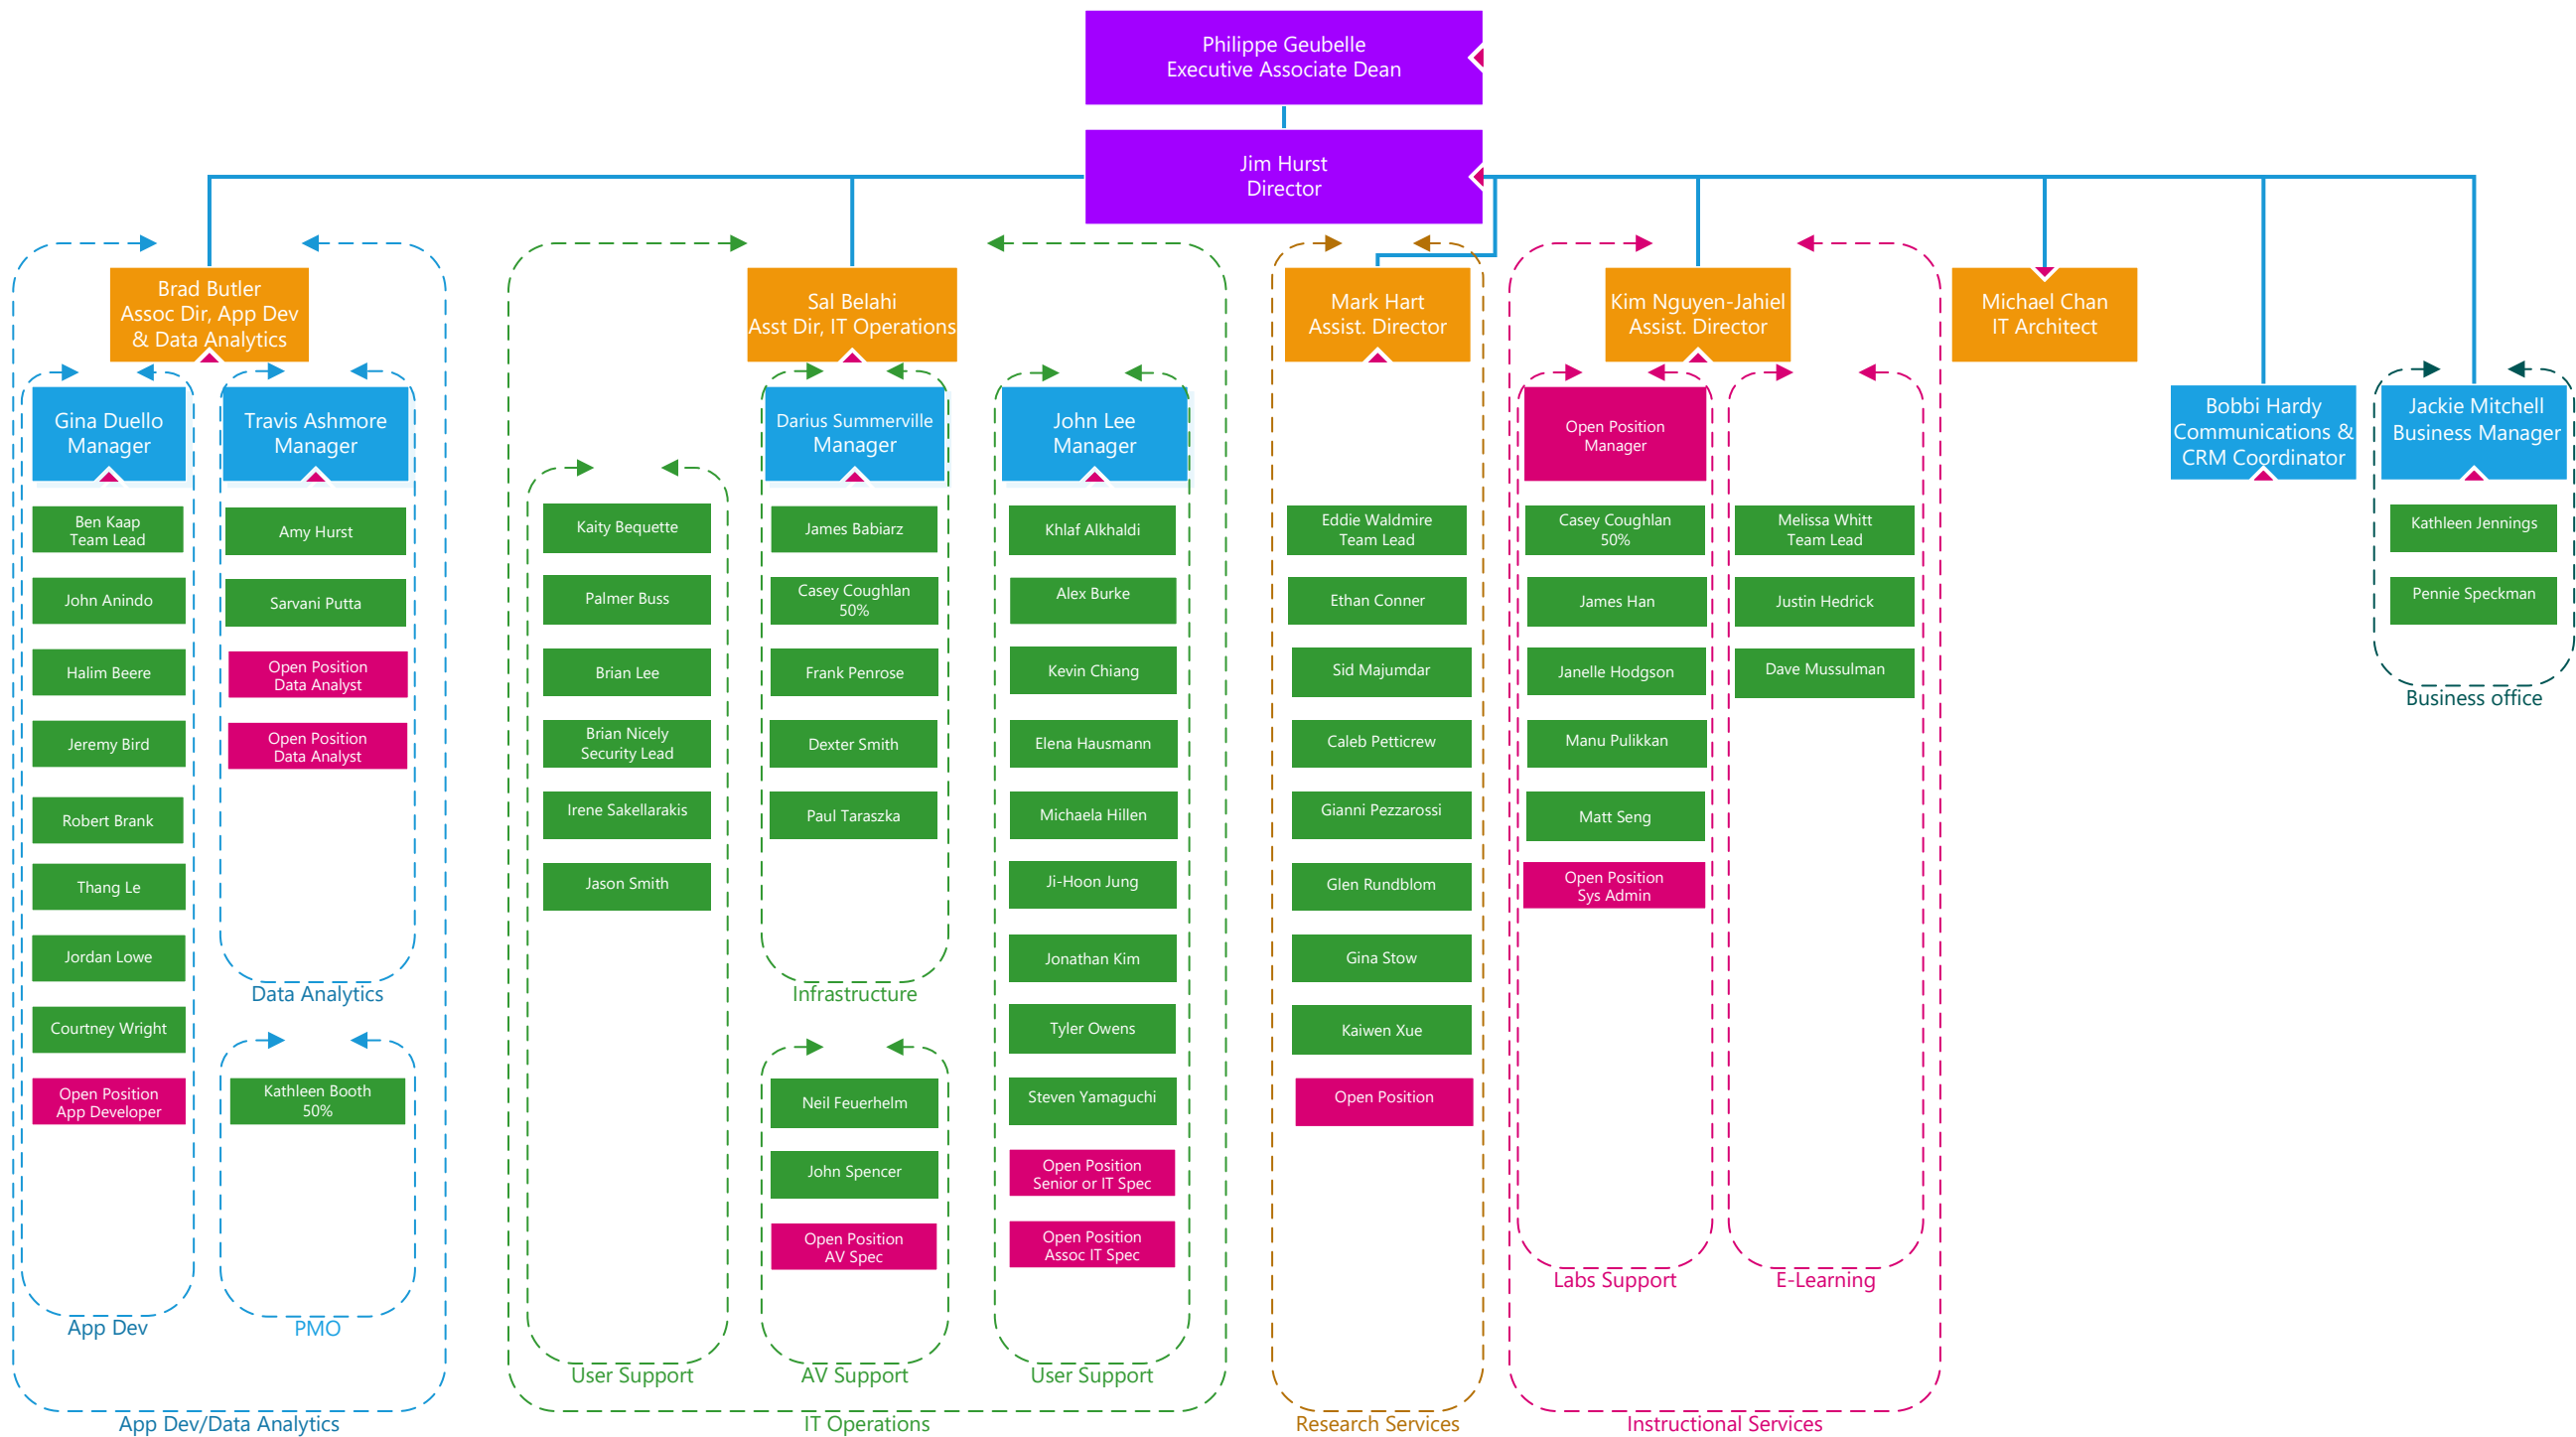 Philippe Geubelle
Executive Associate Dean
Jim Hurst
Director
Brad Butler
Assoc Dir, App Dev
& Data Analytics
Gina Duello
Manager
Ben Kaap
Team Lead
John Anindo
Halim Beere
Jeremy Bird
Robert Brank
Thang Le
Jordan Lowe
Courtney Wright
Open Position
App Developer
App Dev
Travis Ashmore
Manager
Amy Hurst
Sarvani Putta
Open Position
Data Analyst
Open Position
Data Analyst
Data Analytics
Kathleen Booth
50%
PMO
App Dev/Data Analytics
Sal Belahi
Asst Dir, IT Operations
Kaity Bequette
Palmer Buss
Brian Lee
Brian Nicely
Security Lead
Irene Sakellarakis
Jason Smith
User Support
Darius Summerville
Manager
James Babiarz
Casey Coughlan
50%
Frank Penrose
Dexter Smith
Paul Taraszka
Infrastructure
Neil Feuerhelm
John Spencer
Open Position
AV Spec
AV Support
John Lee
Manager
Khlaf Alkhaldi
Alex Burke
Kevin Chiang
Elena Hausmann
Michaela Hillen
Ji-Hoon Jung
Jonathan Kim
Tyler Owens
Steven Yamaguchi
Open Position
Senior or IT Spec
Open Position
Assoc IT Spec
User Support
IT Operations
Mark Hart
Assist. Director
Eddie Waldmire
Team Lead
Ethan Conner
Sid Majumdar
Caleb Petticrew
Gianni Pezzarossi
Glen Rundblom
Gina Stow
Kaiwen Xue
Open Position
Research Services
Kim Nguyen-Jahiel
Assist. Director
Open Position
Manager
Casey Coughlan
50%
James Han
Janelle Hodgson
Manu Pulikkan
Matt Seng
Open Position
Sys Admin
Labs Support
Melissa Whitt
Team Lead
Justin Hedrick
Dave Mussulman
E-Learning
Instructional Services
Michael Chan
IT Architect
Bobbi Hardy
Communications &
CRM Coordinator
Jackie Mitchell
Business Manager
Kathleen Jennings
Pennie Speckman
Business office